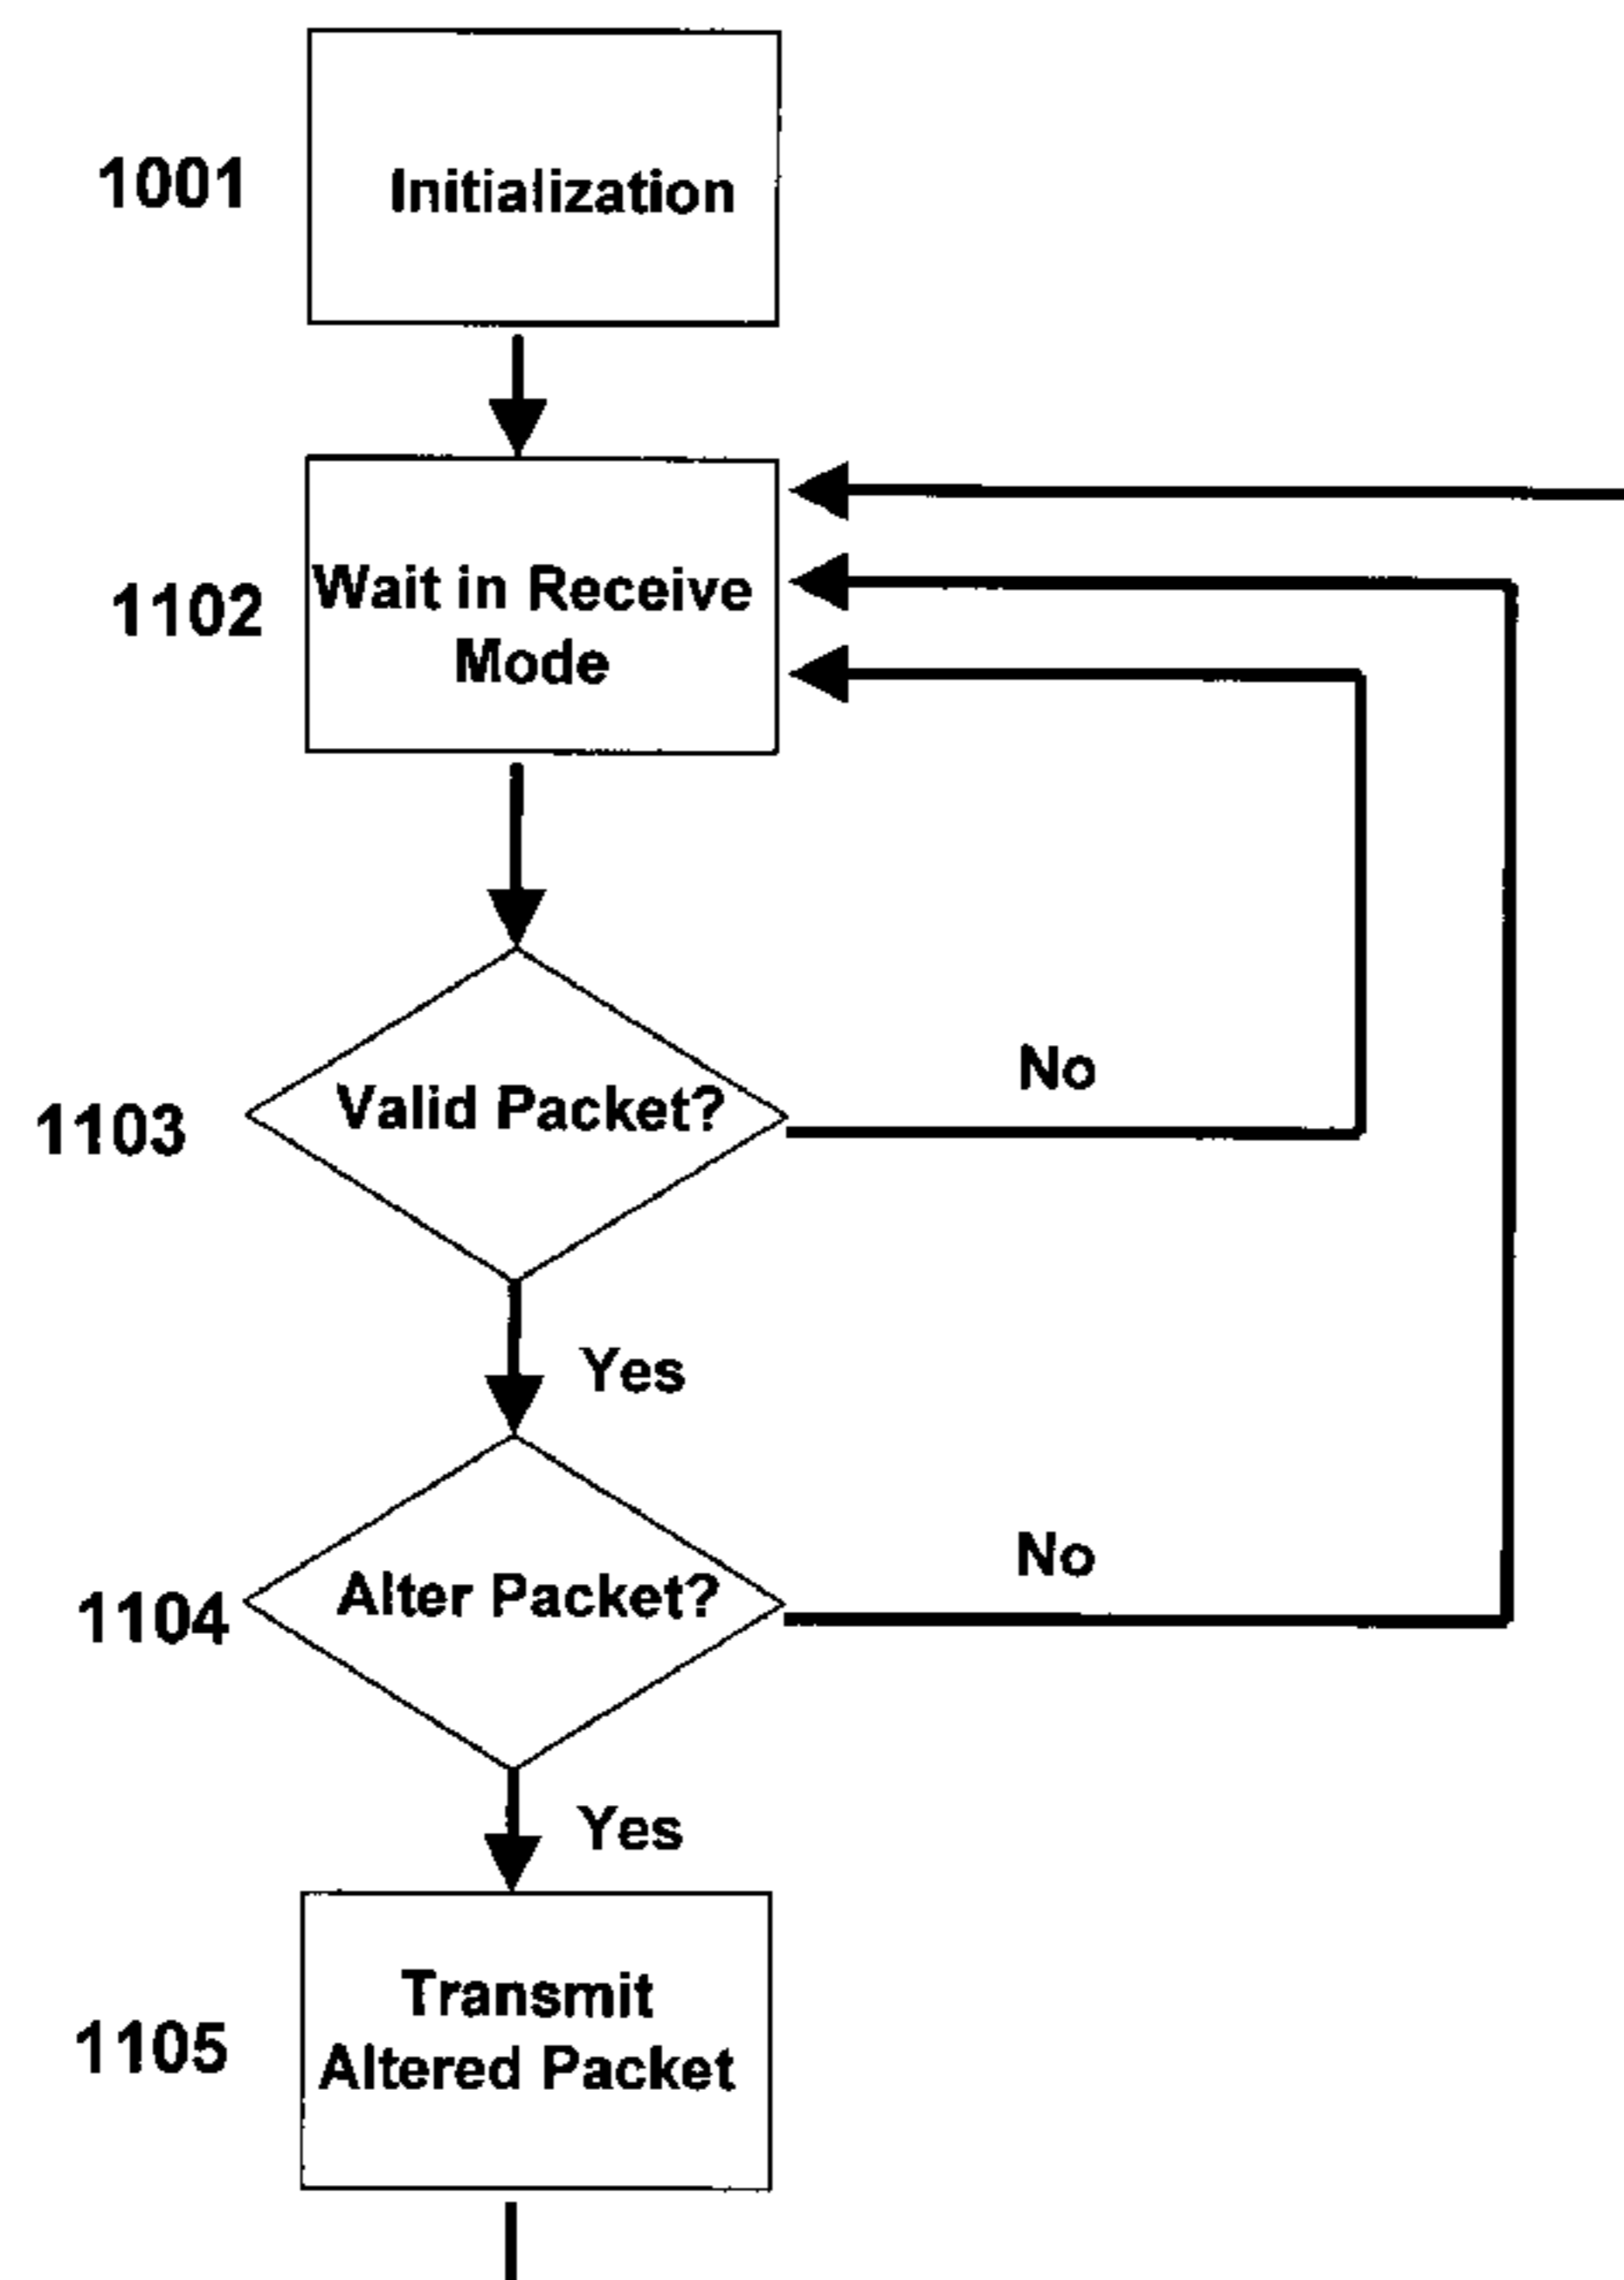 1001
Initialization
1102
Wait in Receive
Mode
1103
Valid Packet?
No
Yes
1104
Alter Packet?
No
Yes
1105
Transmit
Altered Packet